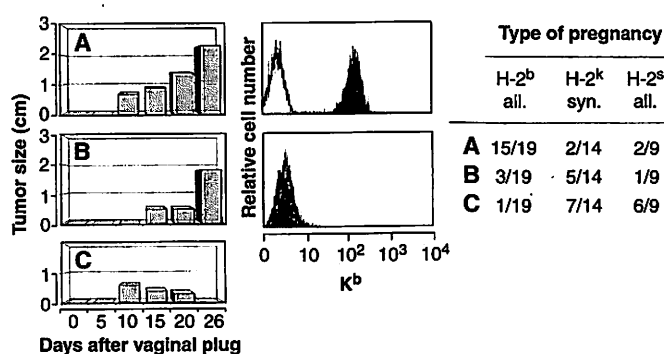 Tumor size (cm)
3
2
1
0
A
3
2
1
0
B
1
0
C
0 5 10 15 20 26
Days after vaginal plug
Relative cell number
0 10 10² 10³ 10⁴
Kᵇ
Type of pregnancy
H-2ᵇ H-2ᵏ H-2ˢ
all. syn. all.
A 15/19 2/14 2/9
B 3/19 5/14 1/9
C 1/19 7/14 6/9